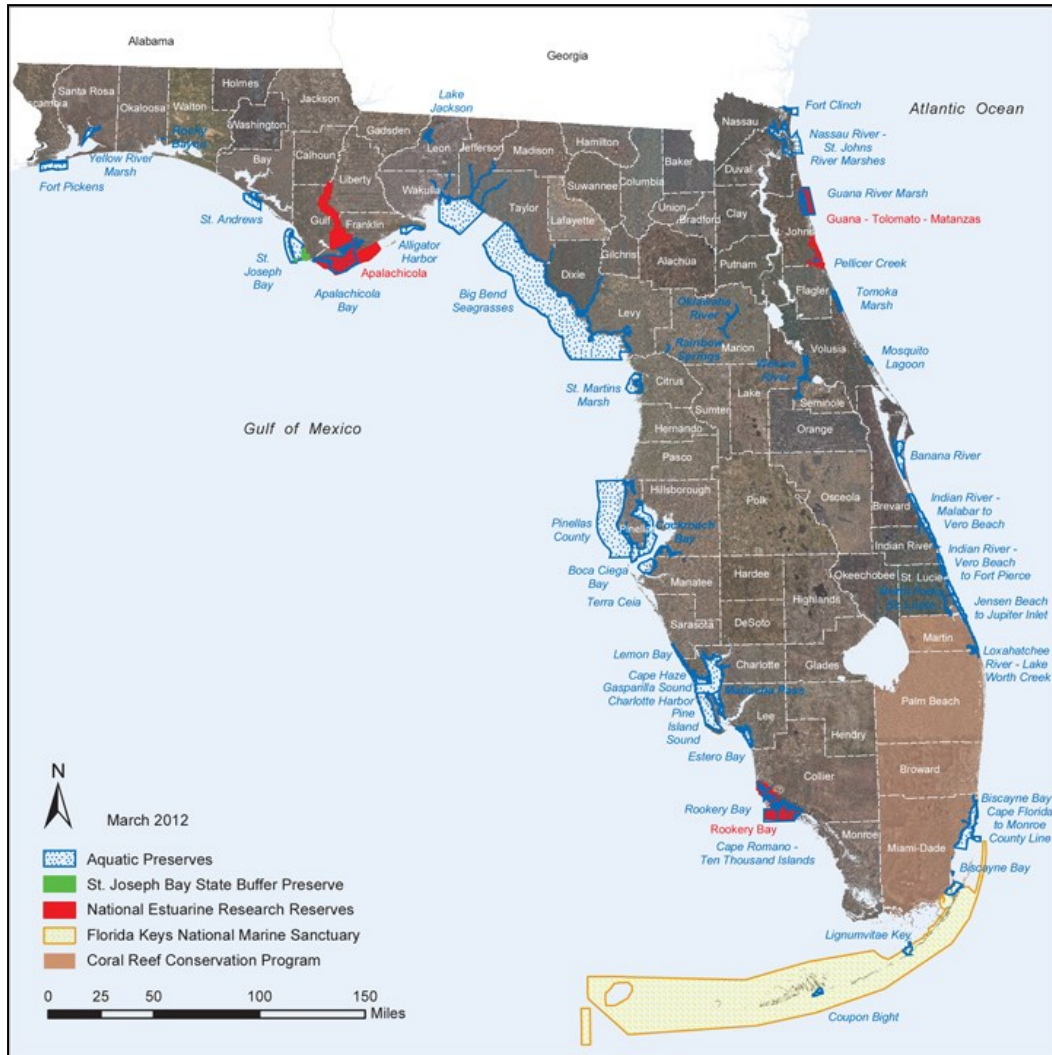 Alabama
Georgia
Atlantic Ocean
Gulf of Mexico
Santa Rosa
Okaloosa
Walton
Holmes
Washington
Jackson
Bay
Calhoun
Gulf
Liberty
Franklin
Gadsden
Leon
Wakulla
Jefferson
Madison
Taylor
Hamilton
Suwannee
Lafayette
Dixie
Columbia
Gilchrist
Levy
Baker
Union
Bradford
Alachua
Nassau
Duval
Clay
Putnam
Flagler
Marion
Volusia
Citrus
Sumter
Lake
Seminole
Orange
Hernando
Pasco
Hillsborough
Polk
Osceola
Brevard
Indian River
Manatee
Hardee
Highlands
Okeechobee
St. Lucie
Sarasota
DeSoto
Martin
Charlotte
Glades
Palm Beach
Lee
Hendry
Collier
Broward
Monroe
Miami-Dade
Lake
Jackson
Yellow River
Marsh
Fort Pickens
St. Andrews
St.
Joseph
Bay
Apalachicola
Apalachicola
Bay
Alligator
Harbor
Big Bend
Seagrasses
Fort Clinch
Nassau River -
St. Johns
River Marshes
Guana River Marsh
Guana - Tolomato - Matanzas
Pellicer Creek
Tomoka
Marsh
Mosquito
Lagoon
Rainbow
Springs
River
St. Martins
Marsh
Banana River
Pinellas
County
Boca Ciega
Bay
Terra Ceia
Indian River -
Malabar to
Vero Beach
Indian River -
Vero Beach
to Fort Pierce
Jensen Beach
to Jupiter Inlet
Loxahatchee
River - Lake
Worth Creek
Lemon Bay
Cape Haze
Gasparilla Sound
Charlotte Harbor
Pine
Island
Sound
Estero Bay
Rookery Bay
Rookery Bay
Cape Romano -
Ten Thousand Islands
Biscayne Bay
Cape Florida
to Monroe
County Line
Biscayne Bay
Lignumvitae Key
Coupon Bight
N
March 2012
Aquatic Preserves
St. Joseph Bay State Buffer Preserve
National Estuarine Research Reserves
Florida Keys National Marine Sanctuary
Coral Reef Conservation Program
0 25 50 100 150
Miles